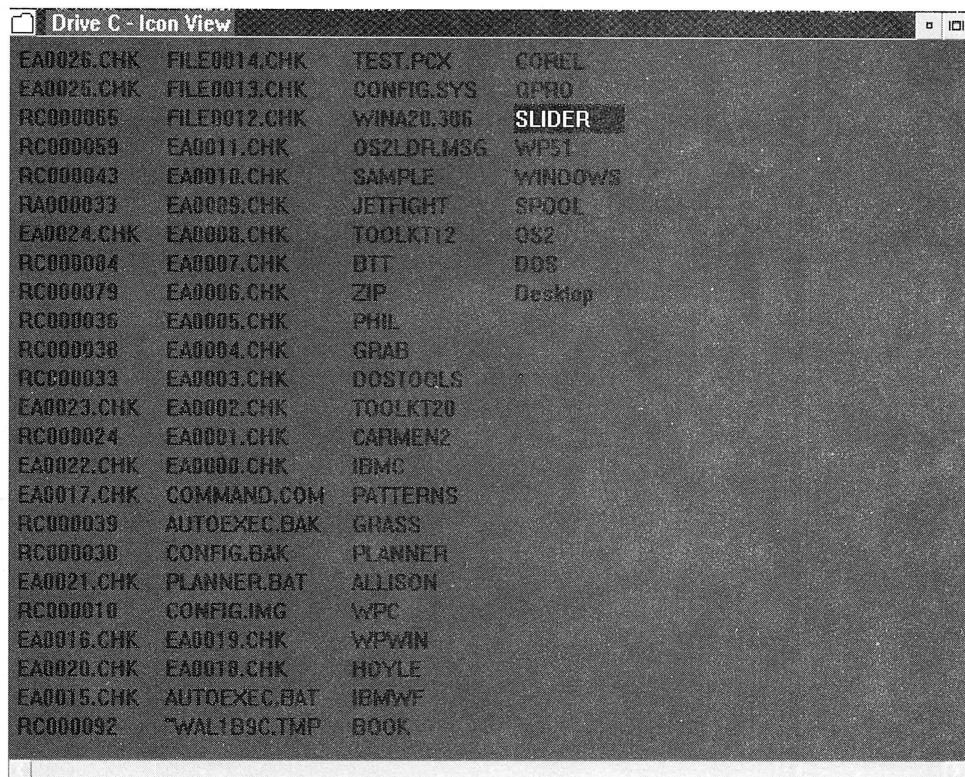 Drive C - Icon View
EA0026.CHK FILE0014.CHK TEST.PCX COREL
EA0025.CHK FILE0013.CHK CONFIG.SYS QPRO
RC000065 FILE0012.CHK WINA20.386 SLIDER
RC000059 EA0011.CHK OS2LDR.MSG WP51
RC000043 EA0010.CHK SAMPLE WINDOWS
RA000033 EA0009.CHK JETFIGHT SPOOL
EA0024.CHK EA0008.CHK TOOLKT12 OS2
RC000084 EA0007.CHK BTT DOS
RC000079 EA0006.CHK ZIP Desktop
RC000036 EA0005.CHK PHIL
RC000038 EA0004.CHK GRAB
RC000033 EA0003.CHK DOSTOOLS
EA0023.CHK EA0002.CHK TOOLKT20
RC000024 EA0001.CHK CARMEN2
EA0022.CHK EA0000.CHK IBMC
EA0017.CHK COMMAND.COM PATTERNS
RC000039 AUTOEXEC.BAK GRASS
RC000030 CONFIG.BAK PLANNER
EA0021.CHK PLANNER.BAT ALLISON
RC000010 CONFIG.IMG WPC
EA0016.CHK EA0019.CHK WPWIN
EA0020.CHK EA0018.CHK HOYLE
EA0015.CHK AUTOEXEC.BAT IBMWF
RC000092 ~WAL1B9C.TMP BOOK